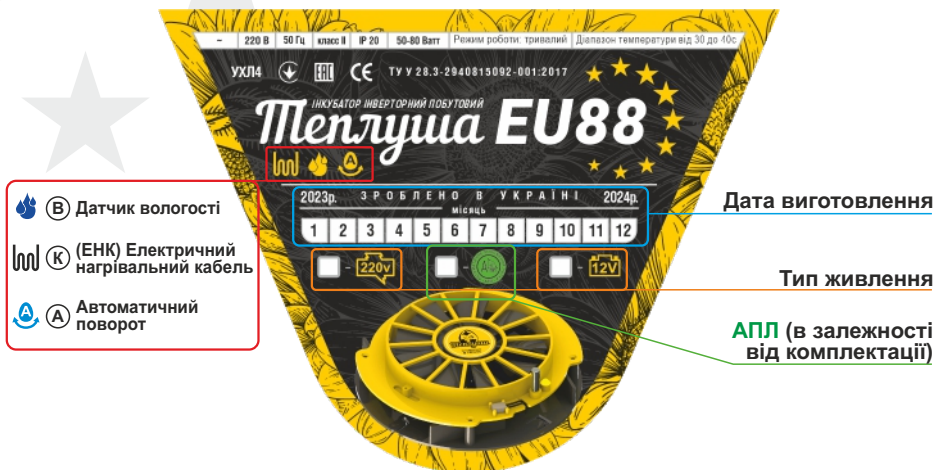 ~ 220 В 50 Гц класс II IP 20 50-80 Ватт Режим роботи: тривалий Діапазон температури від 30 до 40с
УХЛ4 EAC CE ТУ У 28.3-2940815092-001:2017
ІНКУБАТОР ІНВЕРТОРНИЙ ПОБУТОВИЙ
Теплуша EU88
А
2023р. ЗРОБЛЕНО В УКРАЇНІ 2024р.
місяць
1 2 3 4 5 6 7 8 9 10 11 12
- 220v - - 12V
Теплуша
В Датчик вологості
К (ЕНК) Електричний
нагрівальний кабель
А А Автоматичний
поворот
Дата виготовлення
Тип живлення
АПЛ (в залежності
від комплектації)